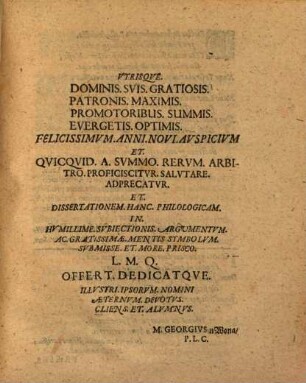 VTRISQVE.
DOMINIS. SVIS. GRATIOSIS.
PATRONIS. MAXIMIS.
PROMOTORIBUS. SUMMIS.
EVERGETIS. OPTIMIS.
FELICISSIMVM. ANNI. NOVI. AVSPICIVM
ET.
QVICQVID. A. SVMMO. RERVM. ARBI-
TRO. PROFICISCITVR. SALVTARE.
ADPRECATVR.
ET.
DISSERTATIONEM. HANC. PHILOLOGICAM.
IN.
HVMILLIMÆ. SVBIECTIONIS. ARGVMENTVM.
AC. GRATISSIMÆ. MENTIS. SYMBOLVM.
SVBMISSE. ET. MORE. PRISCO.
L. M. Q.
OFFERT. DEDICATQVE.
ILLVSTRI. IPSORVM. NOMINI
ÆTERNVM. DEVOTVS.
CLIENS. ET. ALVMNVS.
M. GEORGIVS
P. L. C.